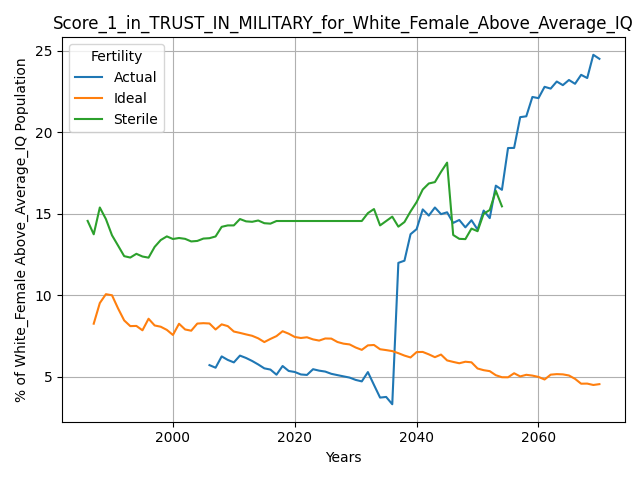 Score_1_in_TRUST_IN_MILITARY_for_White_Female_Above_Average_IQ
% of White_Female Above_Average_IQ Population
25
20
15
10
5
Fertility
Actual
Ideal
Sterile
2000
2020
2040
2060
Years